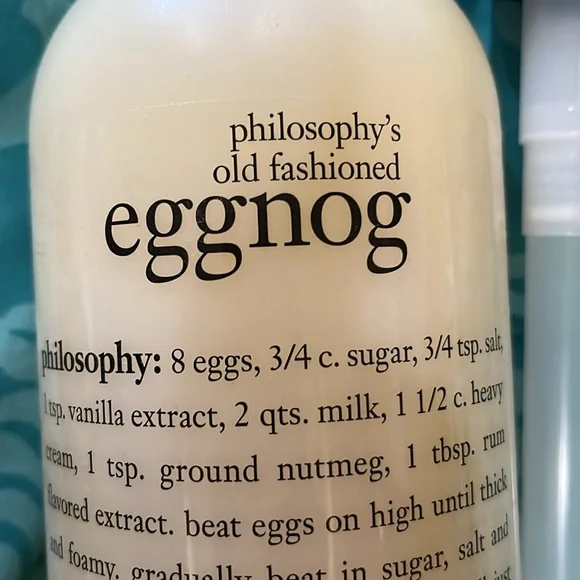 philosophy's
old fashioned
eggnog
philosophy: 8 eggs, 3/4 c. sugar, 3/4 tsp. salt,
1 tsp. vanilla extract, 2 qts. milk, 1 1/2 c. heavy
cream, 1 tsp. ground nutmeg, 1 tbsp. rum
flavored extract. beat eggs on high until thick
and foamy. gradually beat in sugar, salt and
just